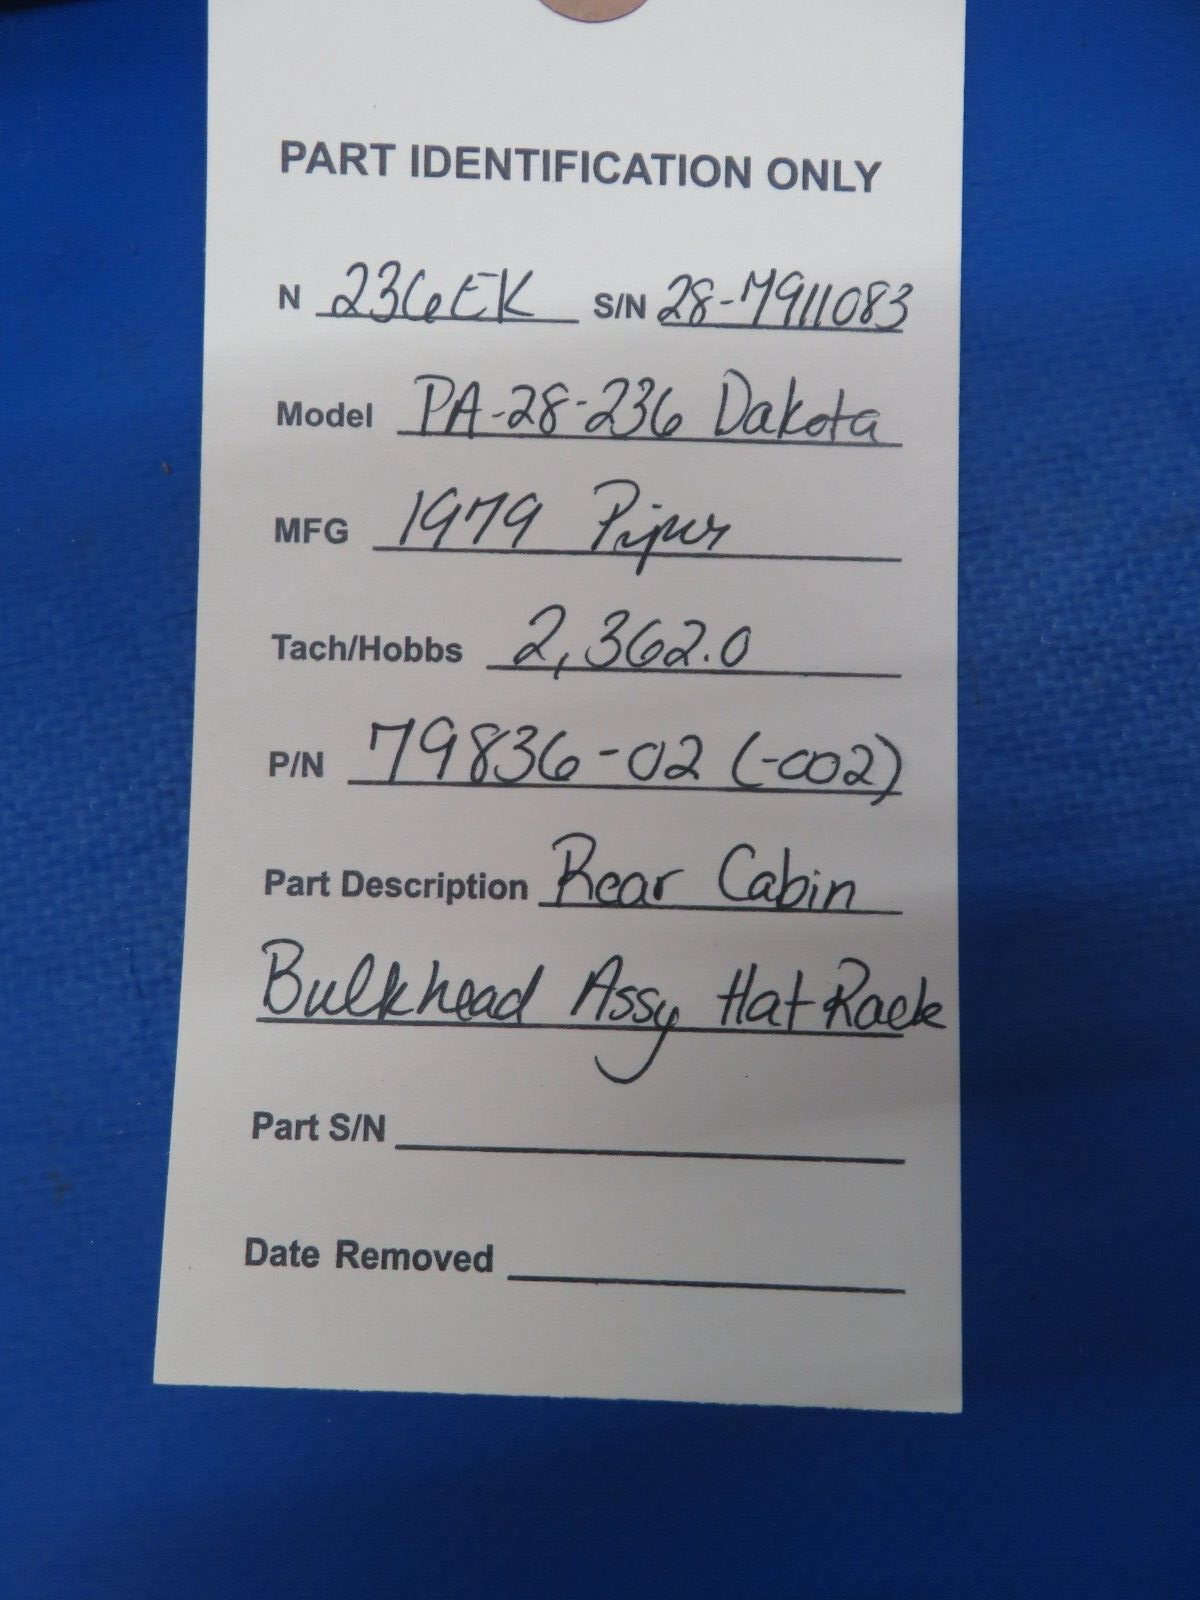 PART IDENTIFICATION ONLY
N 236EK S/N 28-7911083
Model PA-28-236 Dakota
MFG 1979 Piper
Tach/Hobbs 2,362.0
P/N 79836-02 (-002)
Part Description Rear Cabin
Bulkhead Assy Hat Rack
Part S/N
Date Removed